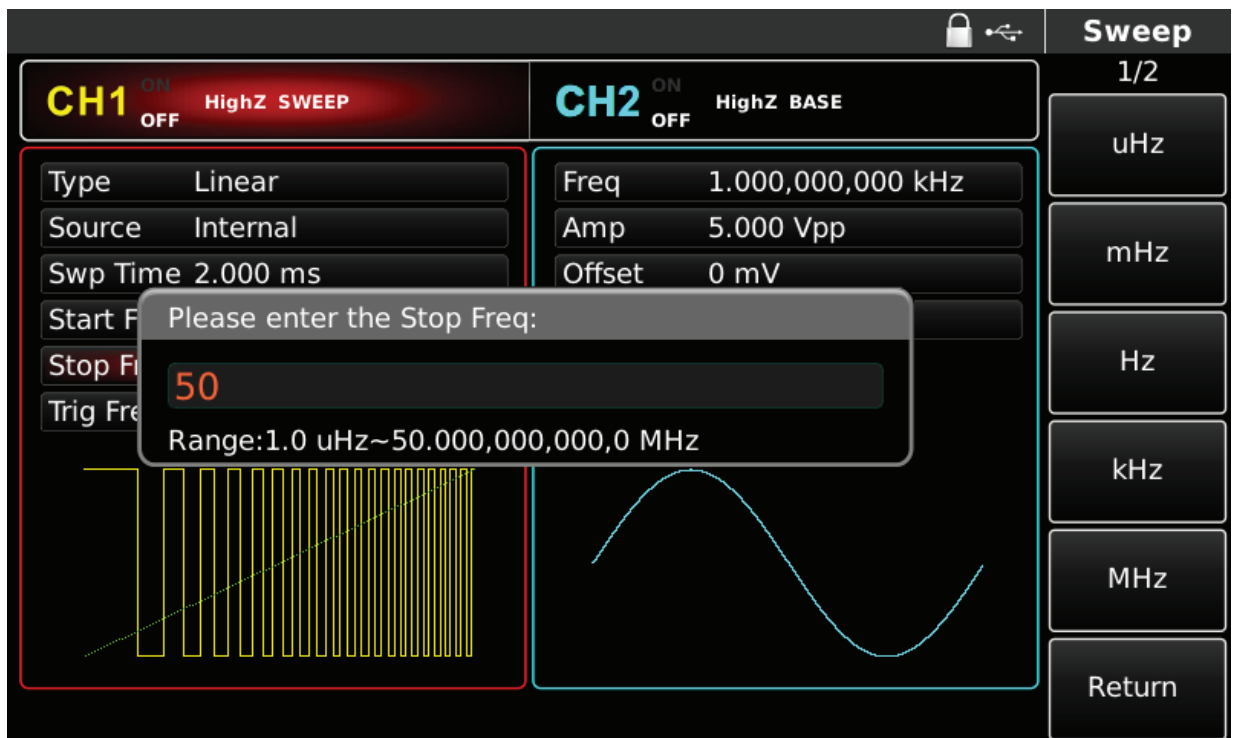 Sweep
1/2
CH1 ON OFF HighZ SWEEP
CH2 ON OFF HighZ BASE
Type Linear
Source Internal
Swp Time 2.000 ms
Start F
Stop Fr
Trig Fre
Freq 1.000,000,000 kHz
Amp 5.000 Vpp
Offset 0 mV
Please enter the Stop Freq:
50
Range:1.0 uHz~50.000,000,000,0 MHz
uHz
mHz
Hz
kHz
MHz
Return